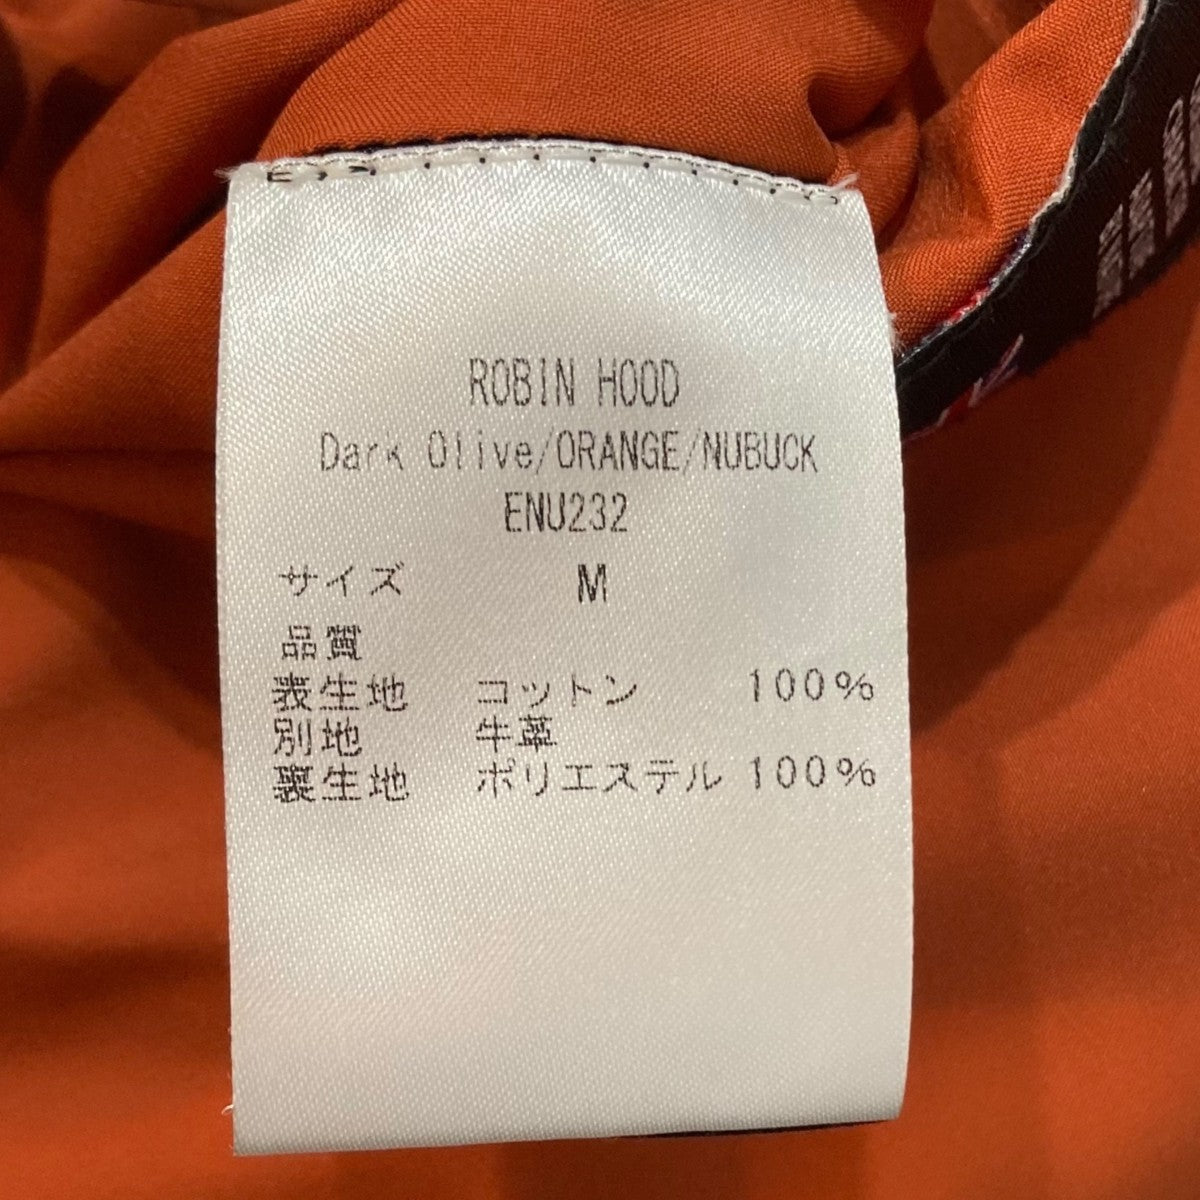 ROBIN HOOD
Dark Olive/ORANGE/NUBUCK
ENU232
サイズ M
品質
表生地 コットン 100%
別地 牛革
裏生地 ポリエステル 100%